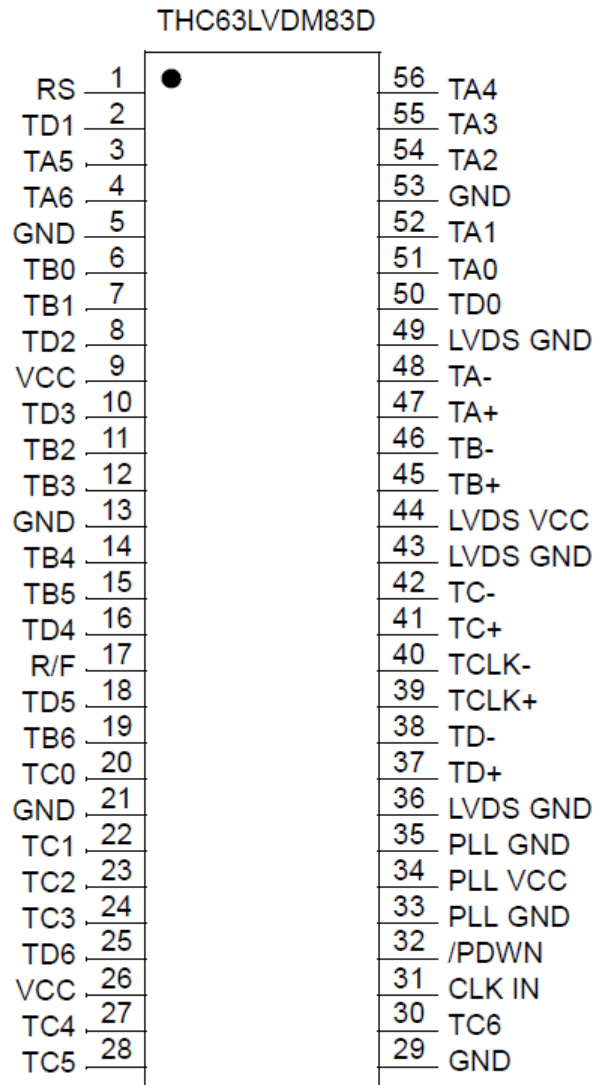 THC63LVDM83D
RS 1 56 TA4
TD1 2 55 TA3
TA5 3 54 TA2
TA6 4 53 GND
GND 5 52 TA1
TB0 6 51 TA0
TB1 7 50 TD0
TD2 8 49 LVDS GND
VCC 9 48 TA-
TD3 10 47 TA+
TB2 11 46 TB-
TB3 12 45 TB+
GND 13 44 LVDS VCC
TB4 14 43 LVDS GND
TB5 15 42 TC-
TD4 16 41 TC+
R/F 17 40 TCLK-
TD5 18 39 TCLK+
TB6 19 38 TD-
TC0 20 37 TD+
GND 21 36 LVDS GND
TC1 22 35 PLL GND
TC2 23 34 PLL VCC
TC3 24 33 PLL GND
TD6 25 32 /PDWN
VCC 26 31 CLK IN
TC4 27 30 TC6
TC5 28 29 GND